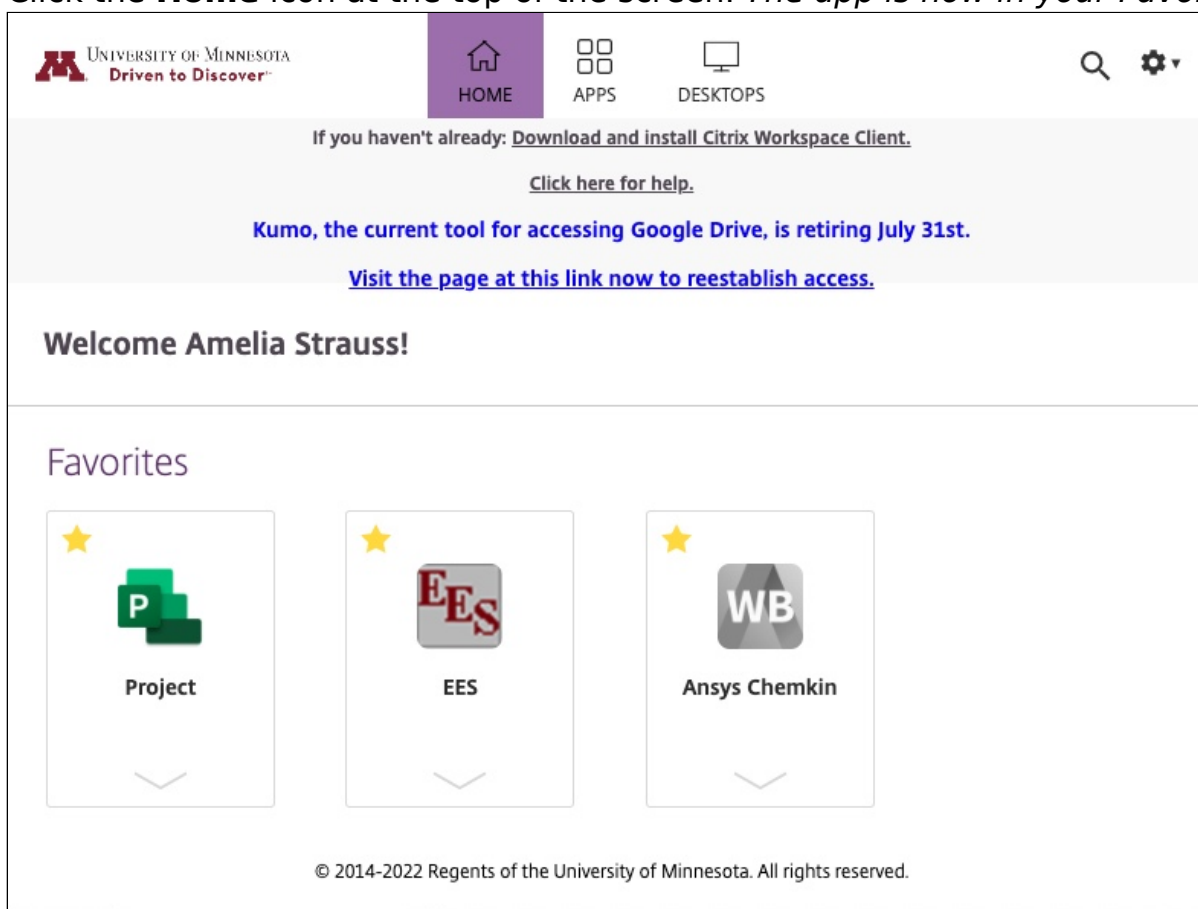 Click the Home icon at the top of the screen. The app is now in your Favor
UNIVERSITY OF MINNESOTA
Driven to Discover
HOME
APPS
DESKTOPS
If you haven't already: Download and install Citrix Workspace Client.
Click here for help.
Kumo, the current tool for accessing Google Drive, is retiring July 31st.
Visit the page at this link now to reestablish access.
Welcome Amelia Strauss!
Favorites
P
EES
WB
Project
EES
Ansys Chemkin
© 2014-2022 Regents of the University of Minnesota. All rights reserved.